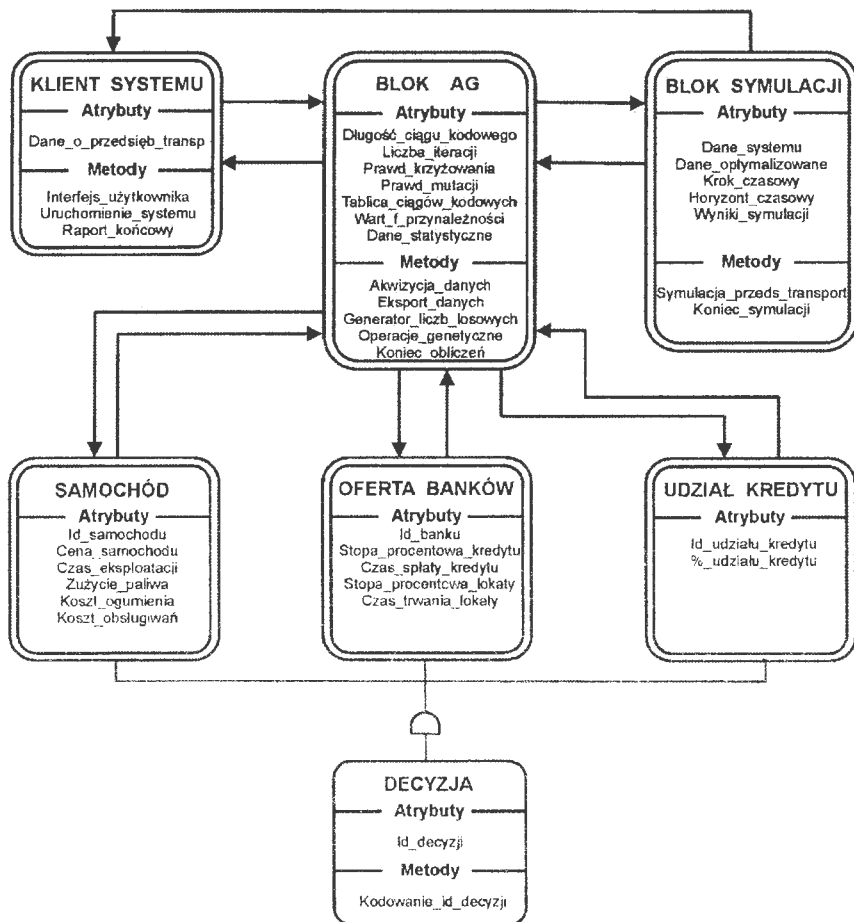 KLIENT SYSTEMU
Atrybuty
Dane_o_przedsięb_transp
Metody
Interfejs_użytkownika
Uruchomienie_systemu
Raport_końcowy
BLOK AG
Atrybuty
Długość_ciągu_kodowego
Liczba_iteracji
Prawd_krzyżowania
Prawd_mutacji
Tablica_ciągów_kodowych
Wart_f_przynależności
Dane_statystyczne
Metody
Akwizycja_danych
Eksport_danych
Generator_liczb_losowych
Operacje_genetyczne
Koniec_obliczeń
BLOK SYMULACJI
Atrybuty
Dane_systemu
Dane_optymalizowane
Krok_czasowy
Horyzont_czasowy
Wyniki_symulacji
Metody
Symulacja_przeds_transport
Koniec_symulacji
SAMOCHÓD
Atrybuty
Id_samochodu
Cena_samochodu
Czas_eksploatacji
Zużycie_paliwa
Koszt_ogumienia
Koszt_obsługiwań
OFERTA BANKÓW
Atrybuty
Id_banku
Stopa_procentowa_kredytu
Czas_spłaty_kredytu
Stopa_procentowa_lokaty
Czas_trwania_lokaty
UDZIAŁ KREDYTU
Atrybuty
Id_udziału_kredytu
%_udziału_kredytu
DECYZJA
Atrybuty
Id_decyzji
Metody
Kodowanie_id_decyzji